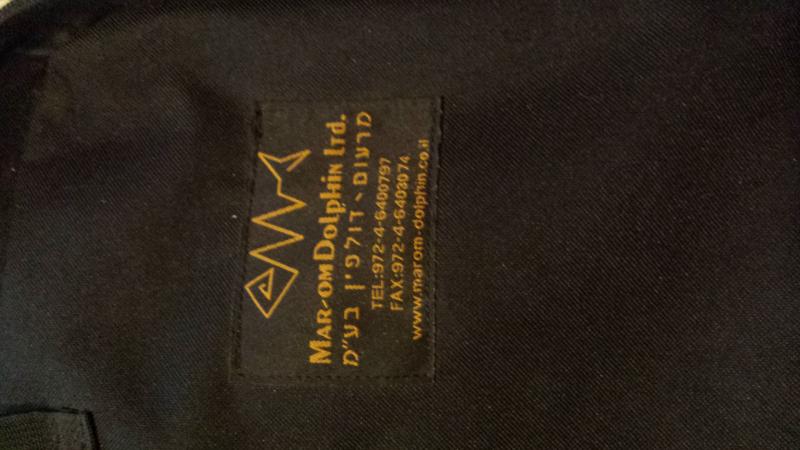 MAR-OM DOlphin LTd.
מרעום - דולפין בע"מ
TEL:972-4-6400797
FAX:972-4-6403074
www.marom-dolphin.co.il